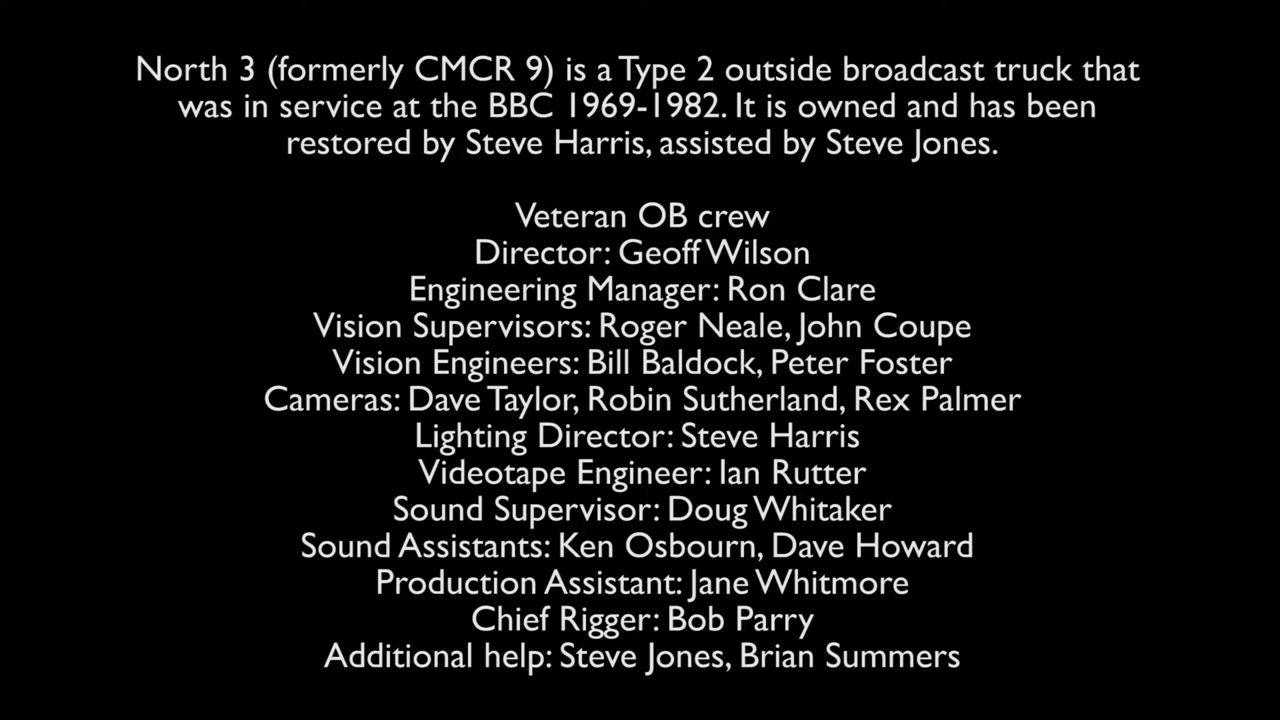 North 3 (formerly CMCR 9) is a Type 2 outside broadcast truck that
was in service at the BBC 1969-1982. It is owned and has been
restored by Steve Harris, assisted by Steve Jones.
Veteran OB crew
Director: Geoff Wilson
Engineering Manager: Ron Clare
Vision Supervisors: Roger Neale, John Coupe
Vision Engineers: Bill Baldock, Peter Foster
Cameras: Dave Taylor, Robin Sutherland, Rex Palmer
Lighting Director: Steve Harris
Videotape Engineer: Ian Rutter
Sound Supervisor: Doug Whitaker
Sound Assistants: Ken Osbourn, Dave Howard
Production Assistant: Jane Whitmore
Chief Rigger: Bob Parry
Additional help: Steve Jones, Brian Summers